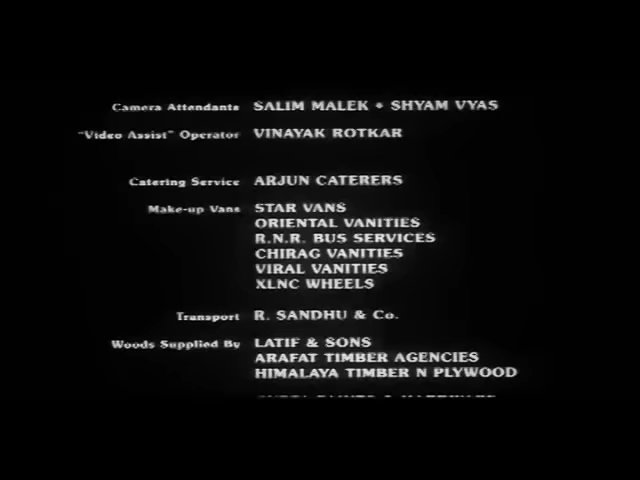 Camera Attendants SALIM MALEK • SHYAM VYAS
"Video Assist" Operator VINAYAK ROTKAR
Catering Service ARJUN CATERERS
Make-up Vans STAR VANS
ORIENTAL VANITIES
R.N.R. BUS SERVICES
CHIRAG VANITIES
VIRAL VANITIES
XLNC WHEELS
Transport R. SANDHU & Co.
Woods Supplied By LATIF & SONS
ARAFAT TIMBER AGENCIES
HIMALAYA TIMBER N PLYWOOD